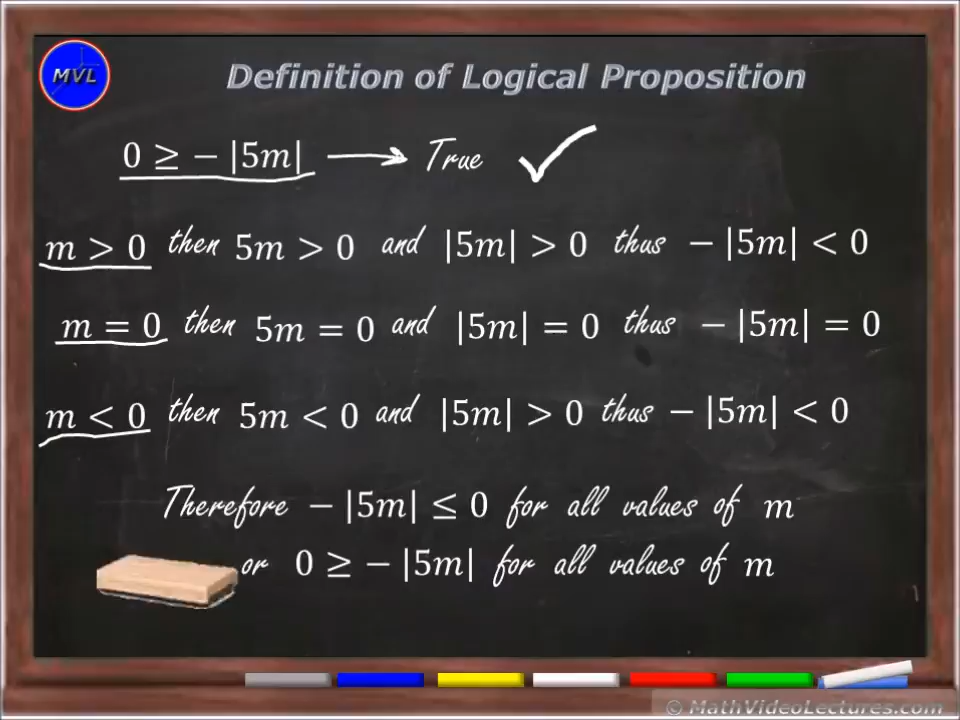 MVL
Definition of Logical Proposition
0 ≥ − |5m| → True ✓
m > 0 then 5m > 0 and |5m| > 0 thus − |5m| < 0
m = 0 then 5m = 0 and |5m| = 0 thus − |5m| = 0
m < 0 then 5m < 0 and |5m| > 0 thus − |5m| < 0
Therefore − |5m| ≤ 0 for all values of m
or 0 ≥ − |5m| for all values of m
© MathVideoLectures.com